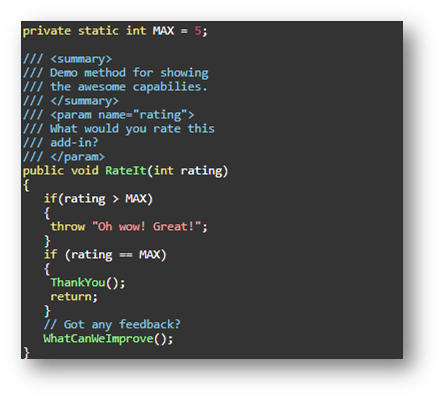 private static int MAX = 5;
/// <summary>
/// Demo method for showing
/// the awesome capabilies.
/// </summary>
/// <param name="rating">
/// What would you rate this
/// add-in?
/// </param>
public void RateIt(int rating)
{
if(rating > MAX)
{
throw "Oh wow! Great!";
}
if (rating == MAX)
{
ThankYou();
return;
}
// Got any feedback?
WhatCanWeImprove();
}